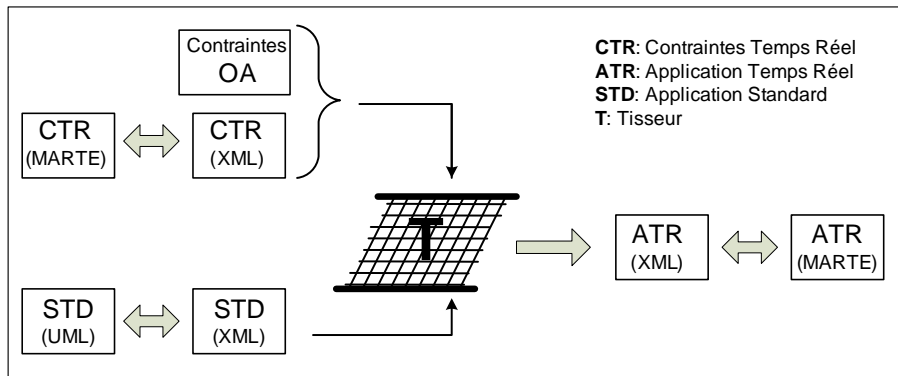 Contraintes
OA
CTR: Contraintes Temps Réel
ATR: Application Temps Réel
STD: Application Standard
T: Tisseur
CTR
(MARTE)
CTR
(XML)
T
ATR
(XML)
ATR
(MARTE)
STD
(UML)
STD
(XML)